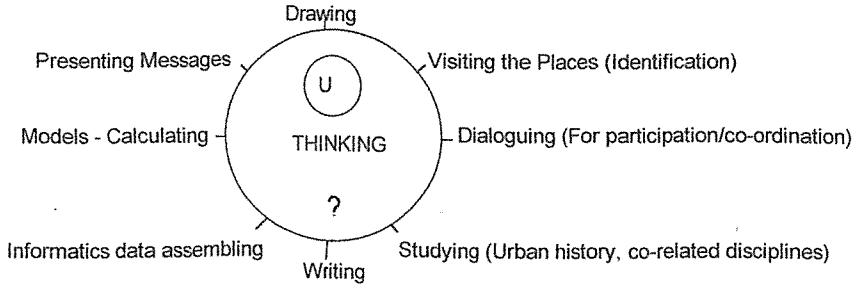 Drawing
Presenting Messages
Visiting the Places (Identification)
U
Models - Calculating
THINKING
Dialoguing (For participation/co-ordination)
?
Informatics data assembling
Studying (Urban history, co-related disciplines)
Writing